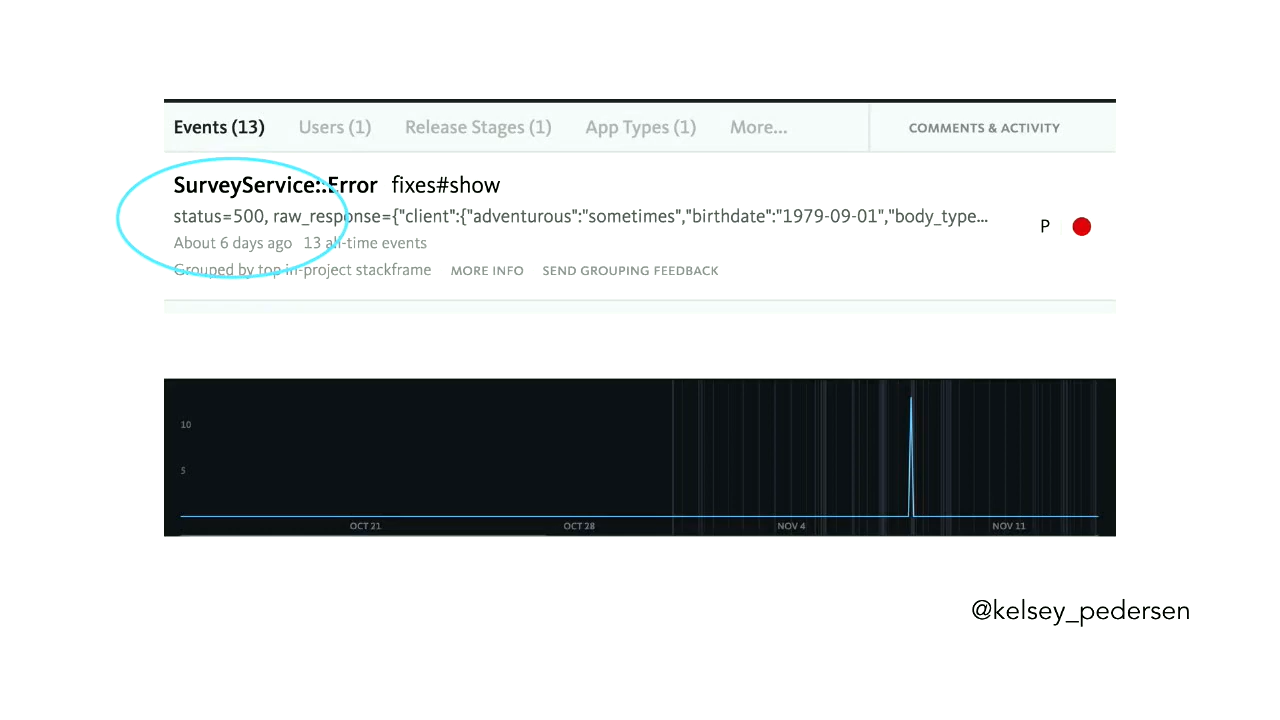 Events (13) Users (1) Release Stages (1) App Types (1) More... COMMENTS & ACTIVITY
SurveyService::Error fixes#show
status=500, raw_response={"client":{"adventurous":"sometimes","birthdate":"1979-09-01","body_type...
P
About 6 days ago 13 all-time events
Grouped by top in-project stackframe MORE INFO SEND GROUPING FEEDBACK
10
5
OCT 21 OCT 28 NOV 4 NOV 11
@kelsey_pedersen